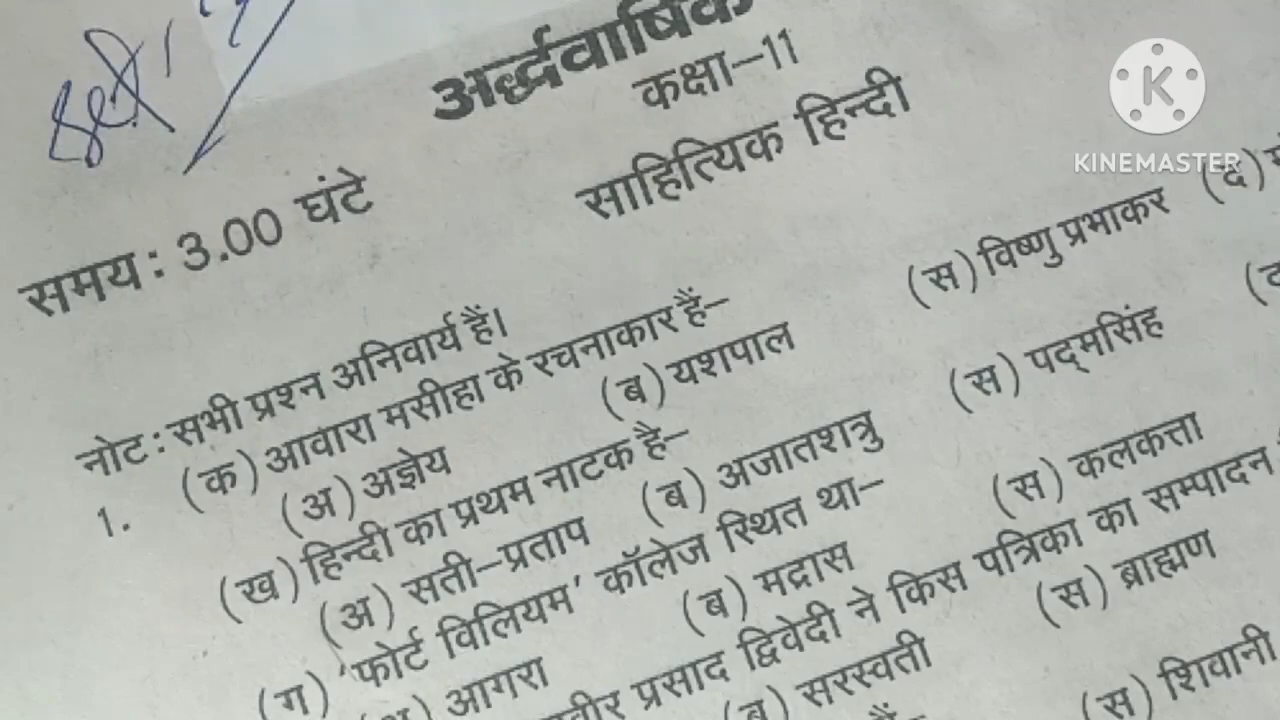 अर्द्धवार्षिक
कक्षा–11
साहित्यिक हिन्दी
K
KINEMASTER
समय : 3.00 घंटे
नोट : सभी प्रश्न अनिवार्य हैं।
1. (क) आवारा मसीहा के रचनाकार हैं–
(अ) अज्ञेय (ब) यशपाल (स) विष्णु प्रभाकर (द)
(ख) हिन्दी का प्रथम नाटक है–
(अ) सती–प्रताप (ब) अजातशत्रु (स) पद्मसिंह
(ग) 'फोर्ट विलियम' कॉलेज स्थित था–
आगरा (ब) मद्रास (स) कलकत्ता
प्रसाद द्विवेदी ने किस पत्रिका का सम्पादन
(ब) सरस्वती (स) ब्राह्मण
(स) शिवानी